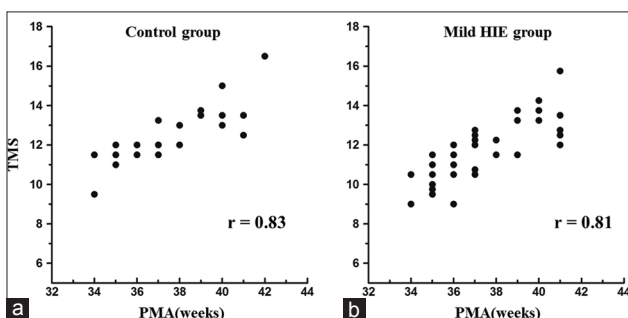 Control group
18
16
14
12
10
8
6
TMS
r = 0.83
32 34 36 38 40 42 44
PMA(weeks)
a
Mild HIE group
18
16
14
12
10
8
6
r = 0.81
32 34 36 38 40 42 44
PMA(weeks)
b